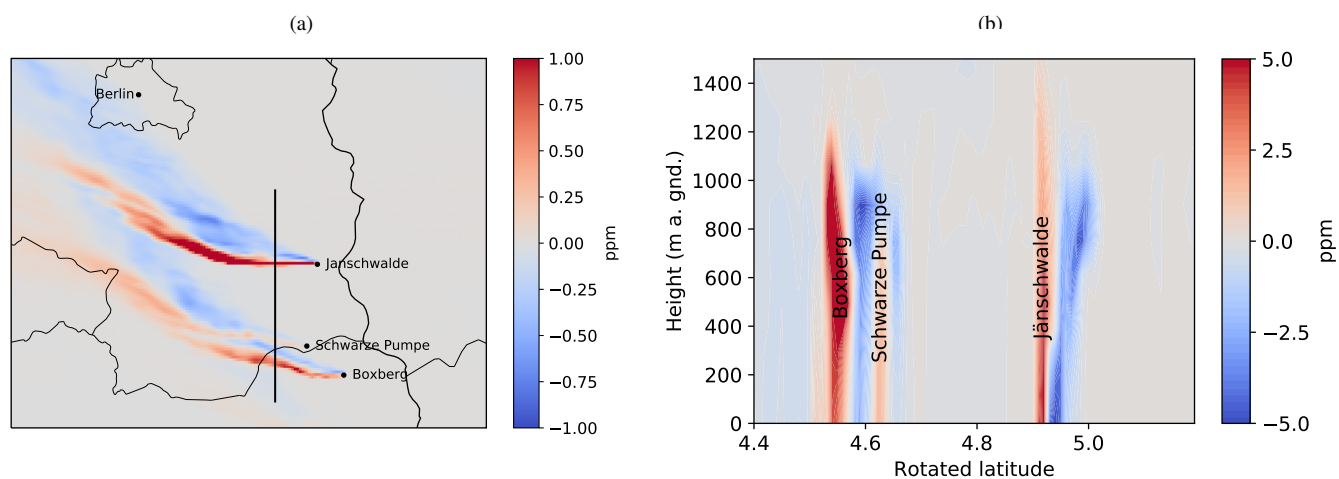 (a)
(b)
Berlin
Jänschwalde
Schwarze Pumpe
Boxberg
1.00
0.75
0.50
0.25
0.00
−0.25
−0.50
−0.75
−1.00
ppm
Height (m a. gnd.)
1400
1200
1000
800
600
400
200
0
Boxberg
Schwarze Pumpe
Jänschwalde
4.4 4.6 4.8 5.0
Rotated latitude
5.0
2.5
0.0
−2.5
−5.0
ppm